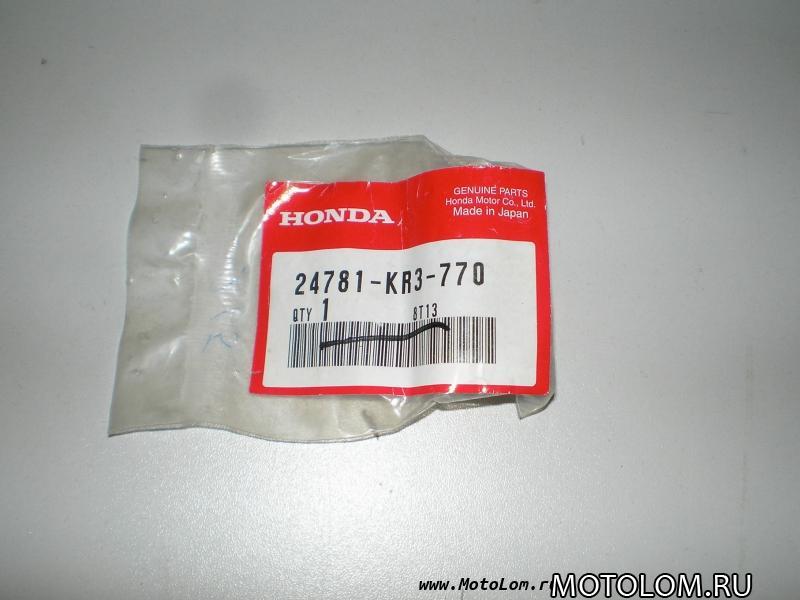 HONDA
GENUINE PARTS
Honda Motor Co., Ltd.
Made in Japan
24781-KR3-770
QTY 1 8T13
www.MotoLom.r
MOTOLOM.RU